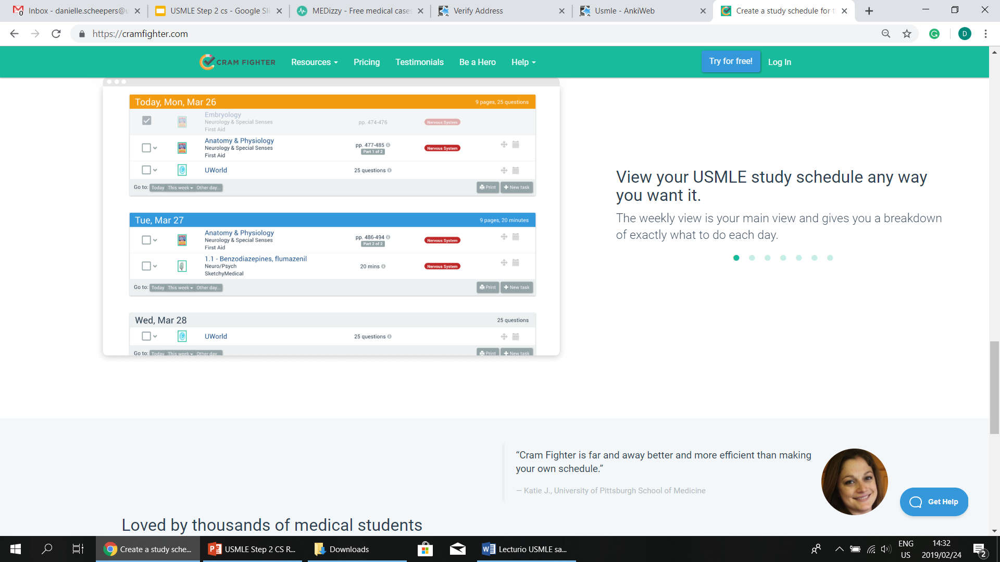 Inbox - danielle.scheepers@u
USMLE Step 2 cs - Google Sli
MEDizzy - Free medical cases
Verify Address
Usmle - AnkiWeb
Create a study schedule for t
https://cramfighter.com
D
CRAM FIGHTER
Resources
Pricing
Testimonials
Be a Hero
Help
Try for free!
Log In
Today, Mon, Mar 26
9 pages, 25 questions
Embryology
Neurology & Special Senses
First Aid
pp. 474-476
Nervous System
Anatomy & Physiology
Neurology & Special Senses
First Aid
pp. 477-485
Part 1 of 2
Nervous System
UWorld
25 questions
Go to: Today This week Other day...
Print
New task
Tue, Mar 27
9 pages, 20 minutes
Anatomy & Physiology
Neurology & Special Senses
First Aid
pp. 486-494
Part 2 of 2
Nervous System
1.1 - Benzodiazepines, flumazenil
Neuro/Psych
SketchyMedical
20 mins
Nervous System
Go to: Today This week Other day...
Print
New task
Wed, Mar 28
25 questions
UWorld
25 questions
Go to: Today This week Other day
Print
New task
View your USMLE study schedule any way
you want it.
The weekly view is your main view and gives you a breakdown
of exactly what to do each day.
“Cram Fighter is far and away better and more efficient than making
your own schedule.”
— Katie J., University of Pittsburgh School of Medicine
Get Help
Loved by thousands of medical students
Create a study sche...
USMLE Step 2 CS R...
Downloads
Lecturio USMLE sa...
ENG
US
14:32
2019/02/24
2